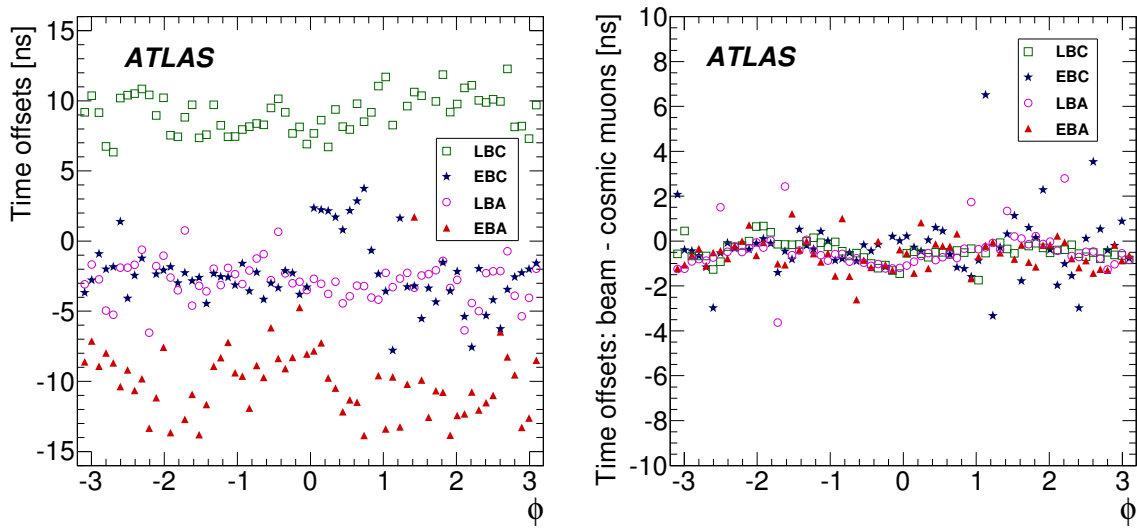 Time offsets [ns]
ATLAS
15
10
5
0
-5
-10
-15
LBC
EBC
LBA
EBA
-3 -2 -1 0 1 2 3
ϕ
Time offsets: beam - cosmic muons [ns]
ATLAS
10
8
6
4
2
0
-2
-4
-6
-8
-10
LBC
EBC
LBA
EBA
-3 -2 -1 0 1 2 3
ϕ